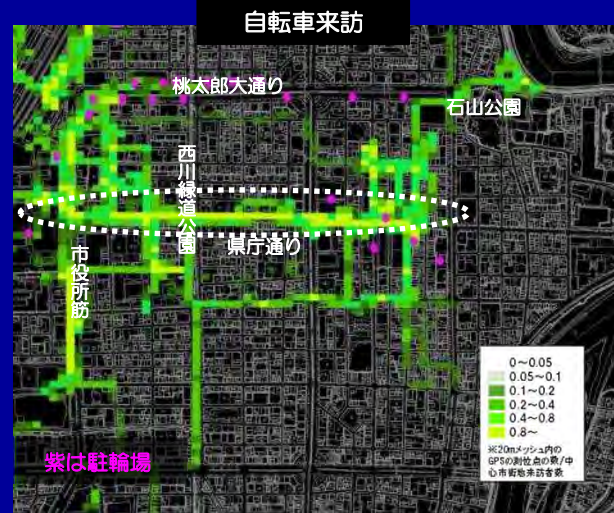 自転車来訪
桃太郎大通り
石山公園
西川緑道公園
県庁通り
市役所筋
紫は駐輪場
0～0.05
0.05～0.1
0.1～0.2
0.2～0.4
0.4～0.8
0.8～
※20mメッシュ内の
GPSの測位点の数/中
心市街地来訪者数